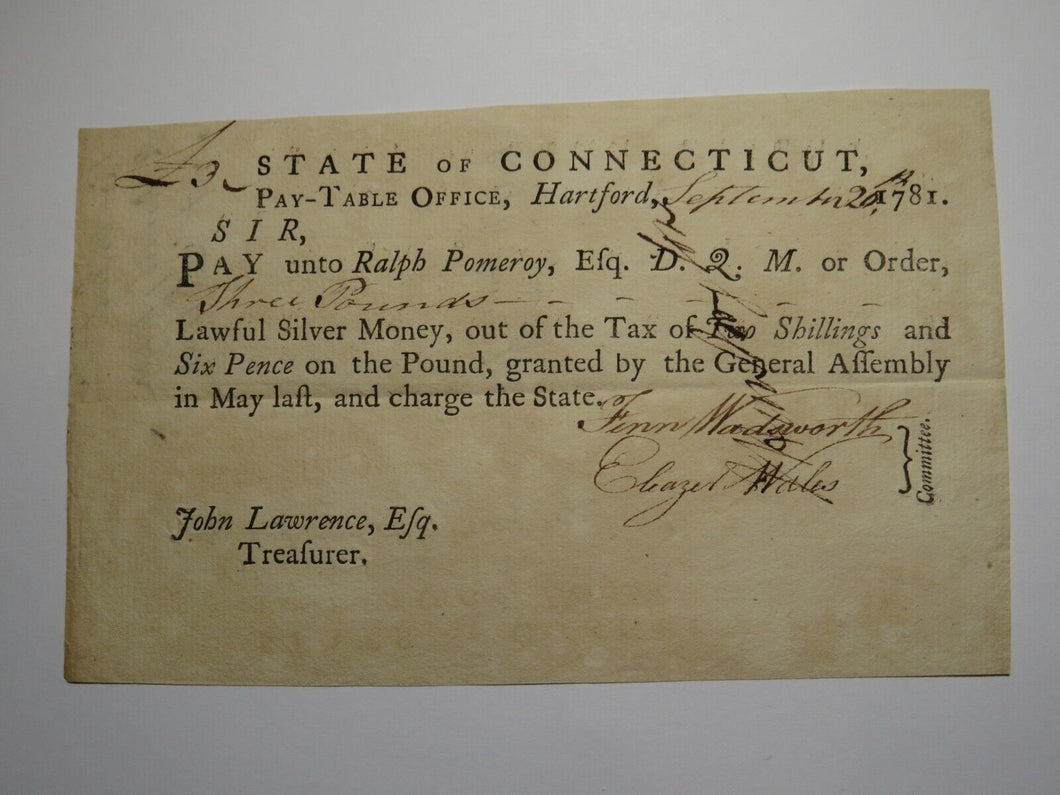 £3
STATE OF CONNECTICUT,
PAY-TABLE OFFICE, Hartford, September 26th 1781.
SIR,
PAY unto Ralph Pomeroy, Eſq. D. Q. M. or Order,
Three Pounds — – – – – –
Lawful Silver Money, out of the Tax of Two Shillings and
Six Pence on the Pound, granted by the General Aſſembly
in May laſt, and charge the State.
Fenn Wadsworth
Eleazer Wales
} Committee.
John Lawrence, Eſq.
Treaſurer.